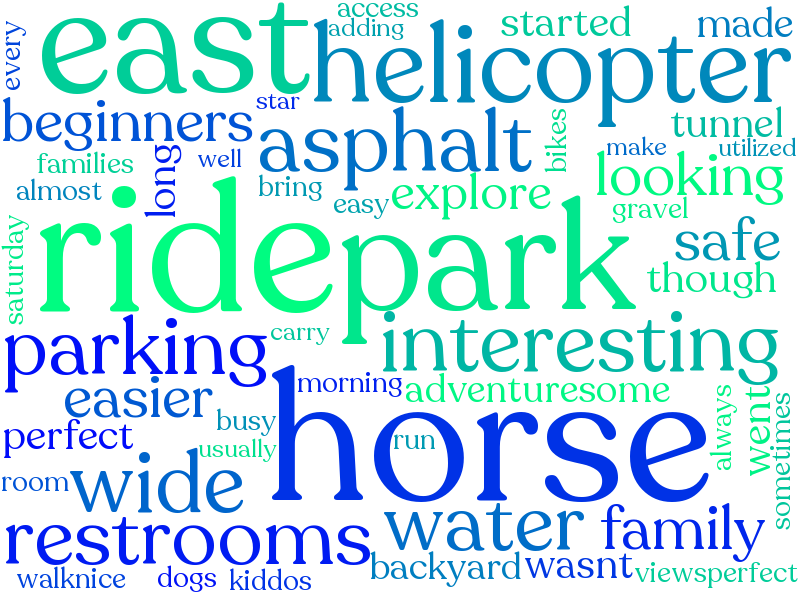 access
adding
started
made
every
east
helicopter
star
beginners
asphalt
bikes
tunnel
families
long
well
make
utilized
almost
bring
easy
explore
looking
gravel
saturday
ride
park
safe
though
parking
carry
interesting
morning
adventuresome
easier
horse
perfect
busy
usually
run
always
went
sometimes
room
wide
restrooms
water
family
walknice
dogs
kiddos
backyard
wasnt
viewsperfect